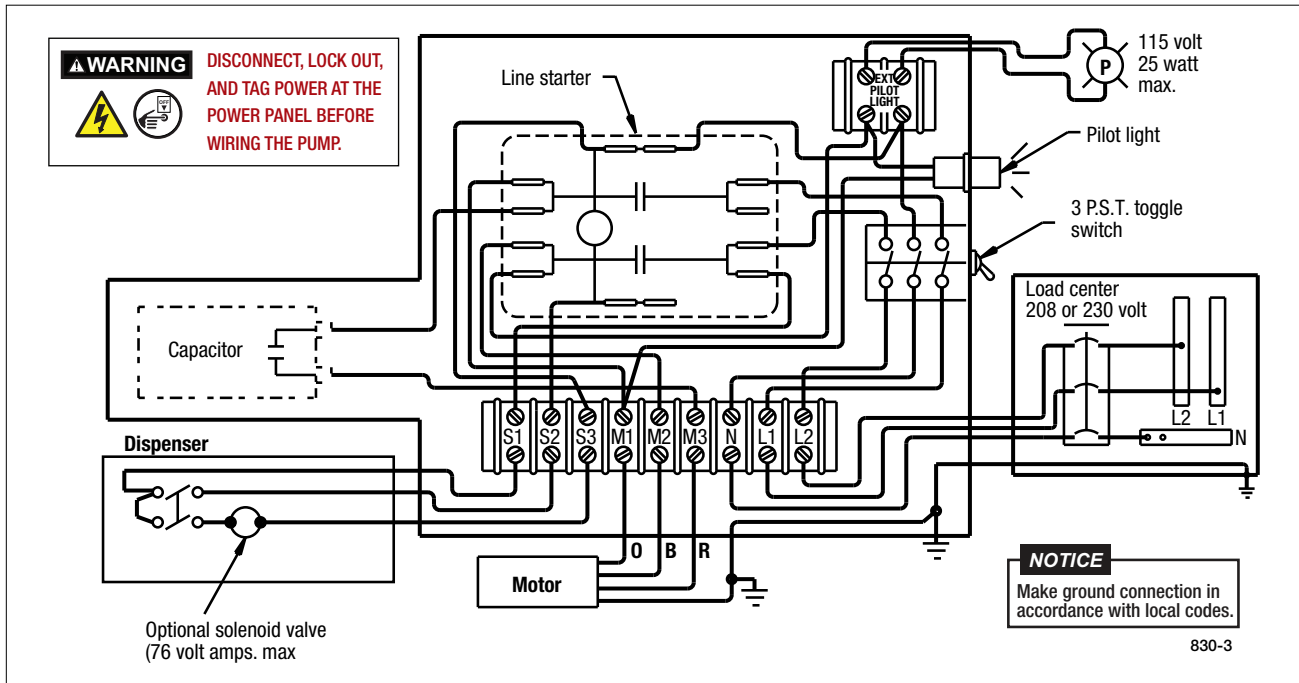 WARNING
DISCONNECT, LOCK OUT,
AND TAG POWER AT THE
POWER PANEL BEFORE
WIRING THE PUMP.
OFF
Line starter
EXT
PILOT
LIGHT
P
115 volt
25 watt
max.
Pilot light
3 P.S.T. toggle
switch
Load center
208 or 230 volt
L2 L1
N
Capacitor
S1 S2 S3 M1 M2 M3 N L1 L2
Dispenser
O B R
Motor
Optional solenoid valve
(76 volt amps. max
NOTICE
Make ground connection in
accordance with local codes.
830-3